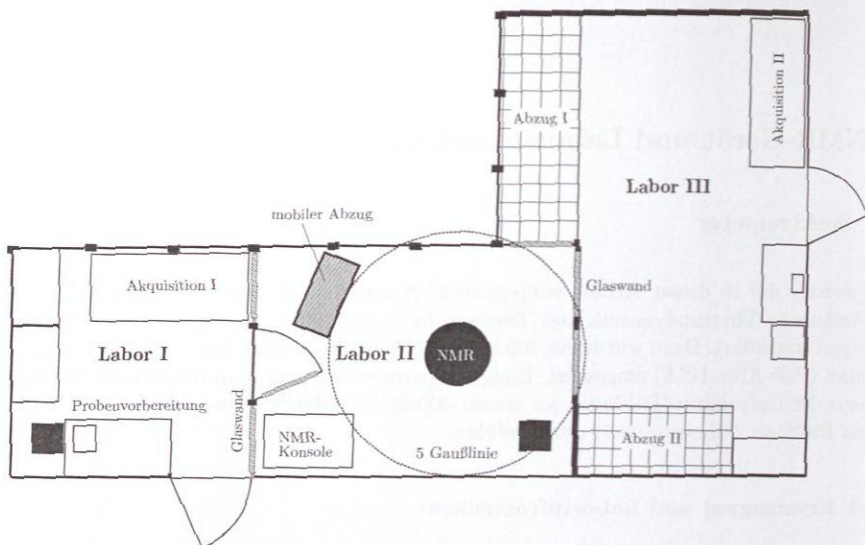 Abzug I
Akquisition II
Labor III
mobiler Abzug
Akquisition I
Glaswand
Labor I
Labor II
NMR
Probenvorbereitung
Glaswand
NMR-
Konsole
5 Gaußlinie
Abzug II